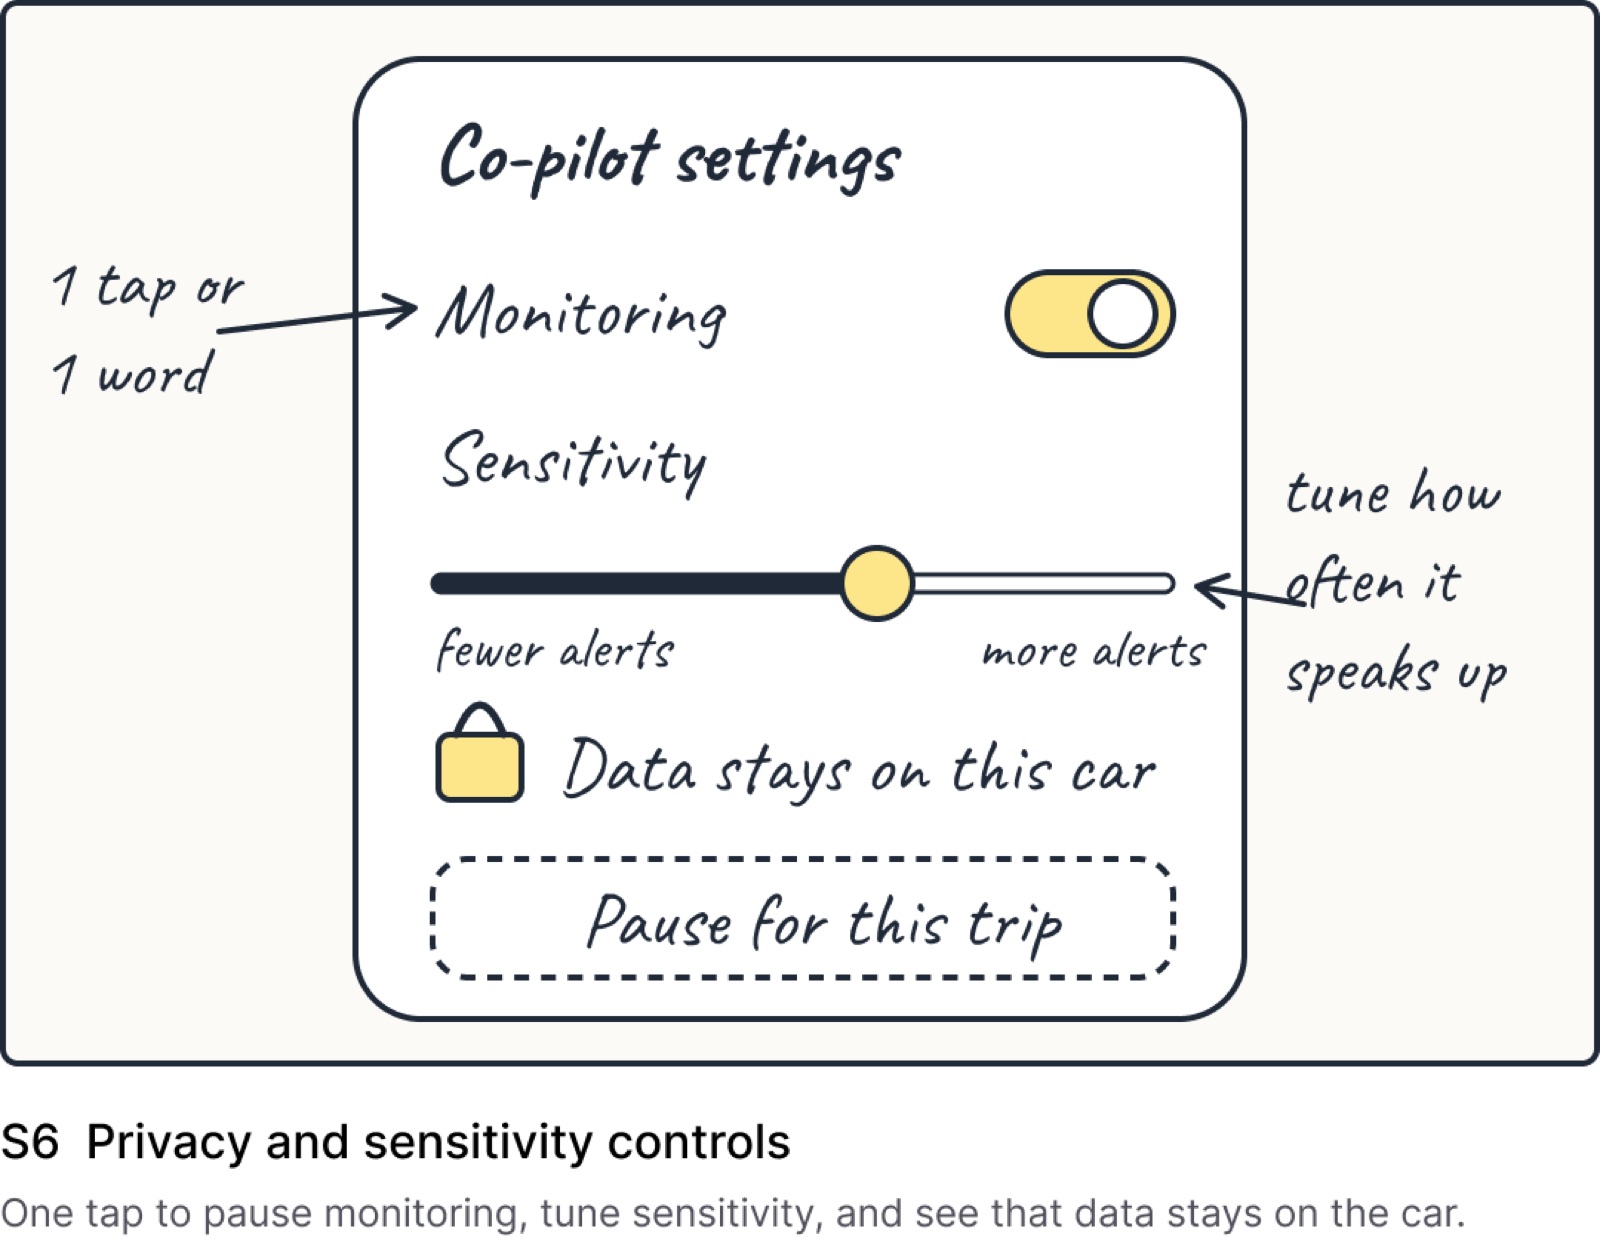 Co-pilot settings
1 tap or
1 word
Monitoring
Sensitivity
tune how
often it
speaks up
fewer alerts
more alerts
Data stays on this car
Pause for this trip
S6 Privacy and sensitivity controls
One tap to pause monitoring, tune sensitivity, and see that data stays on the car.